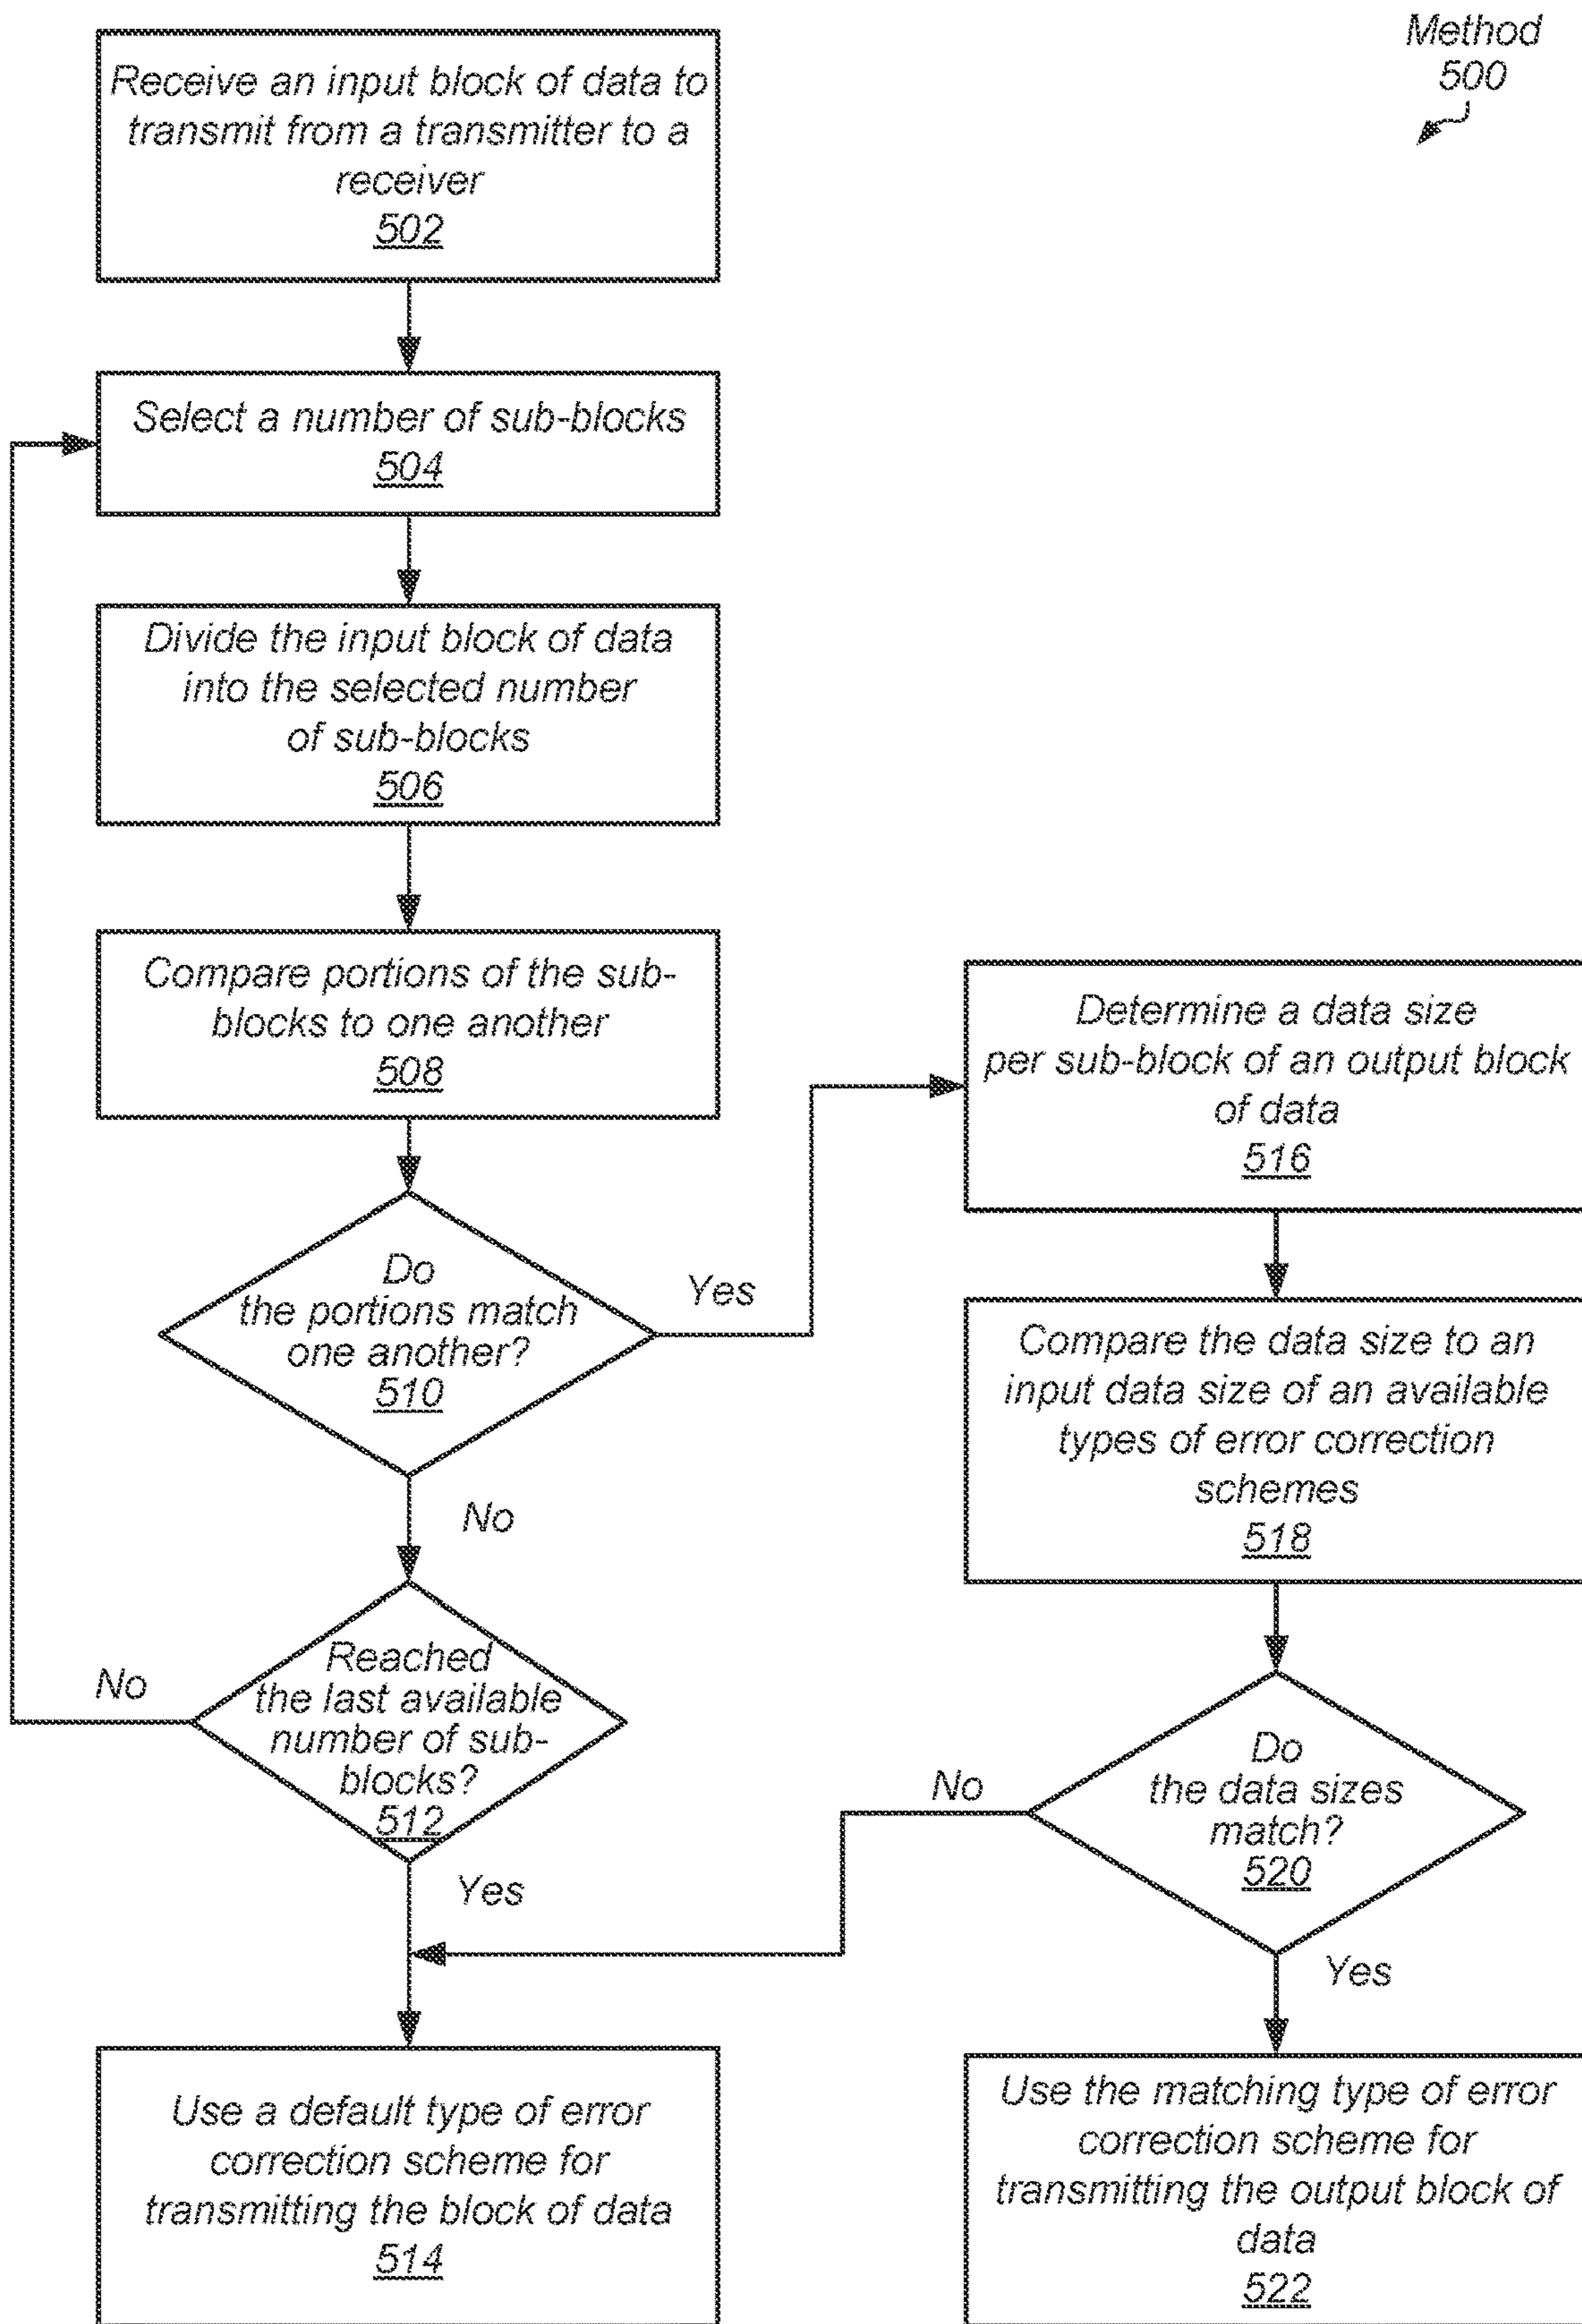 Method
500
Receive an input block of data to
transmit from a transmitter to a
receiver
502
Select a number of sub-blocks
504
Divide the input block of data
into the selected number
of sub-blocks
506
Compare portions of the sub-
blocks to one another
508
Do
the portions match
one another?
510
Yes
No
Reached
the last available
number of sub-
blocks?
512
No
Yes
Use a default type of error
correction scheme for
transmitting the block of data
514
Determine a data size
per sub-block of an output block
of data
516
Compare the data size to an
input data size of an available
types of error correction
schemes
518
Do
the data sizes
match?
520
No
Yes
Use the matching type of error
correction scheme for
transmitting the output block of
data
522